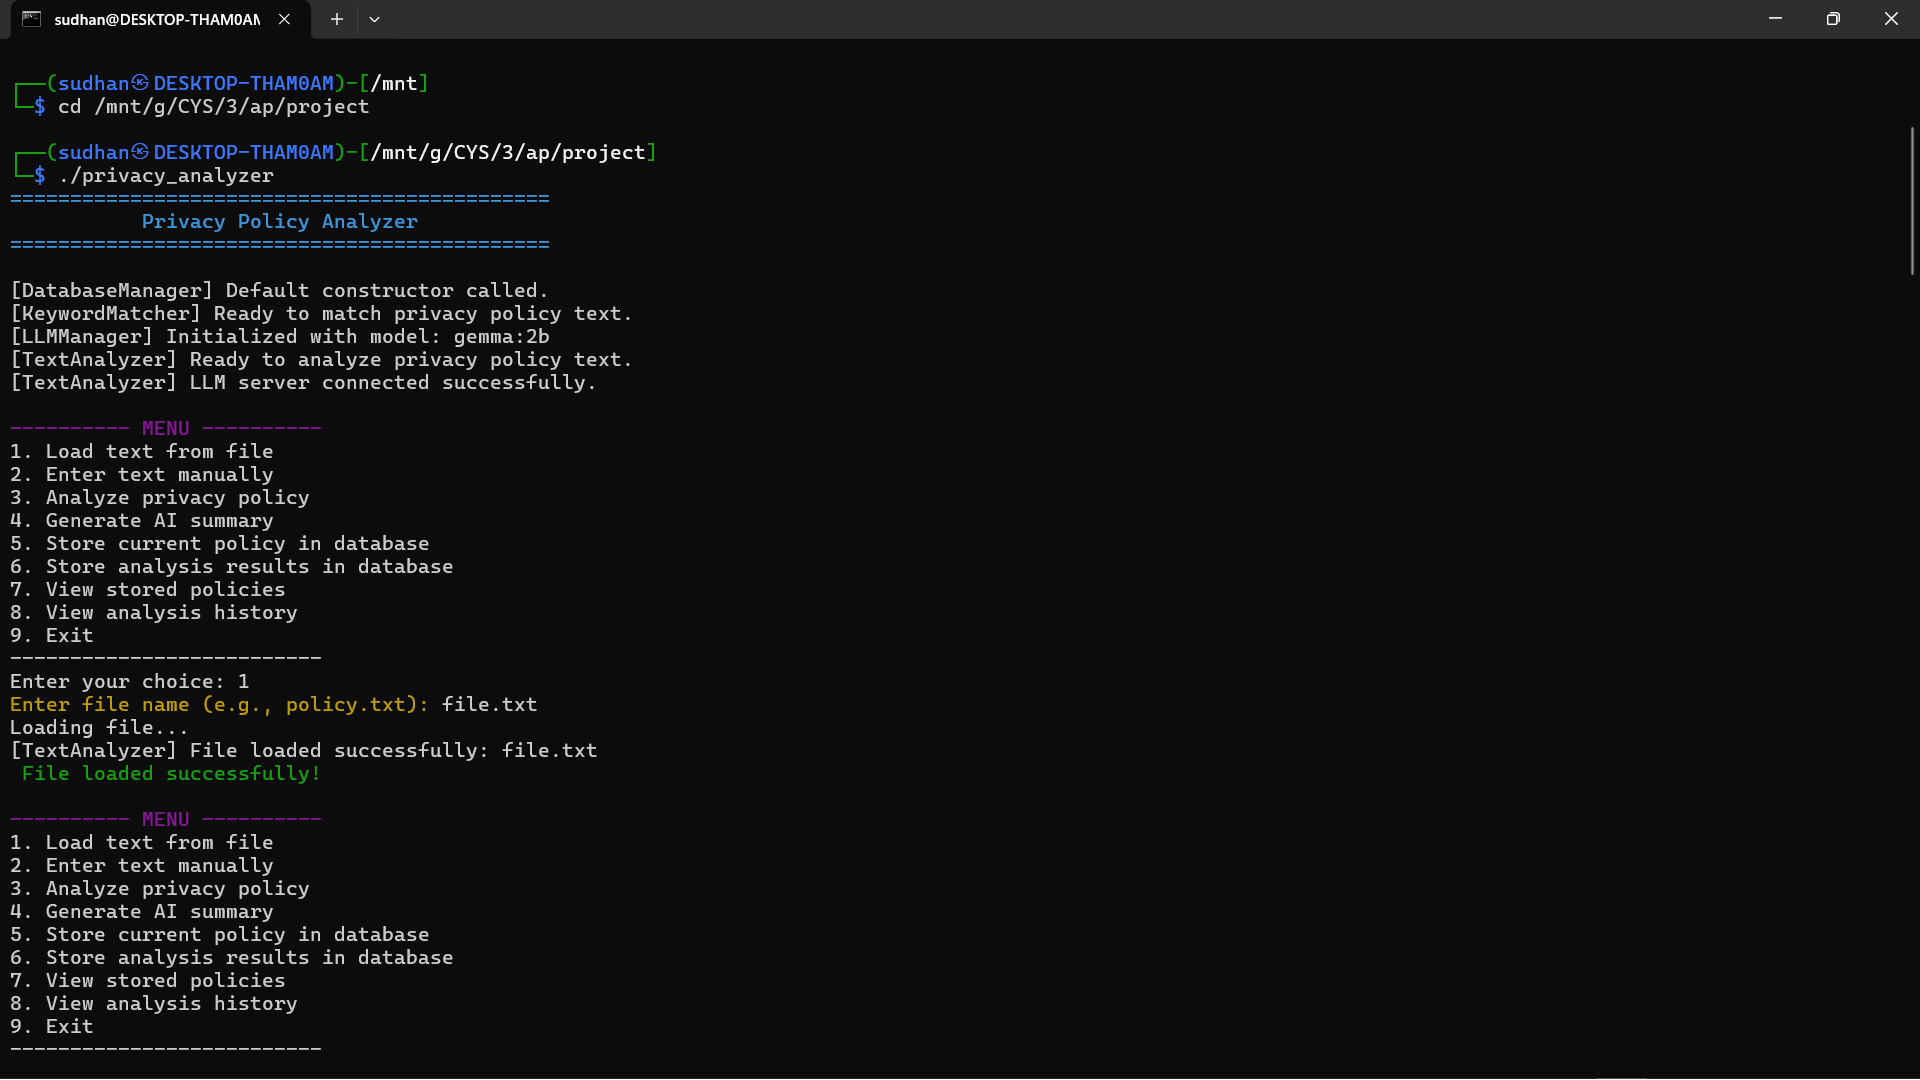 sudhan@DESKTOP-THAM0AM
┌──(sudhan㉿DESKTOP-THAM0AM)-[/mnt]
└─$ cd /mnt/g/CYS/3/ap/project
┌──(sudhan㉿DESKTOP-THAM0AM)-[/mnt/g/CYS/3/ap/project]
└─$ ./privacy_analyzer
=============================================
Privacy Policy Analyzer
=============================================
[DatabaseManager] Default constructor called.
[KeywordMatcher] Ready to match privacy policy text.
[LLMManager] Initialized with model: gemma:2b
[TextAnalyzer] Ready to analyze privacy policy text.
[TextAnalyzer] LLM server connected successfully.
---------- MENU ----------
1. Load text from file
2. Enter text manually
3. Analyze privacy policy
4. Generate AI summary
5. Store current policy in database
6. Store analysis results in database
7. View stored policies
8. View analysis history
9. Exit
--------------------------
Enter your choice: 1
Enter file name (e.g., policy.txt): file.txt
Loading file...
[TextAnalyzer] File loaded successfully: file.txt
File loaded successfully!
---------- MENU ----------
1. Load text from file
2. Enter text manually
3. Analyze privacy policy
4. Generate AI summary
5. Store current policy in database
6. Store analysis results in database
7. View stored policies
8. View analysis history
9. Exit
--------------------------